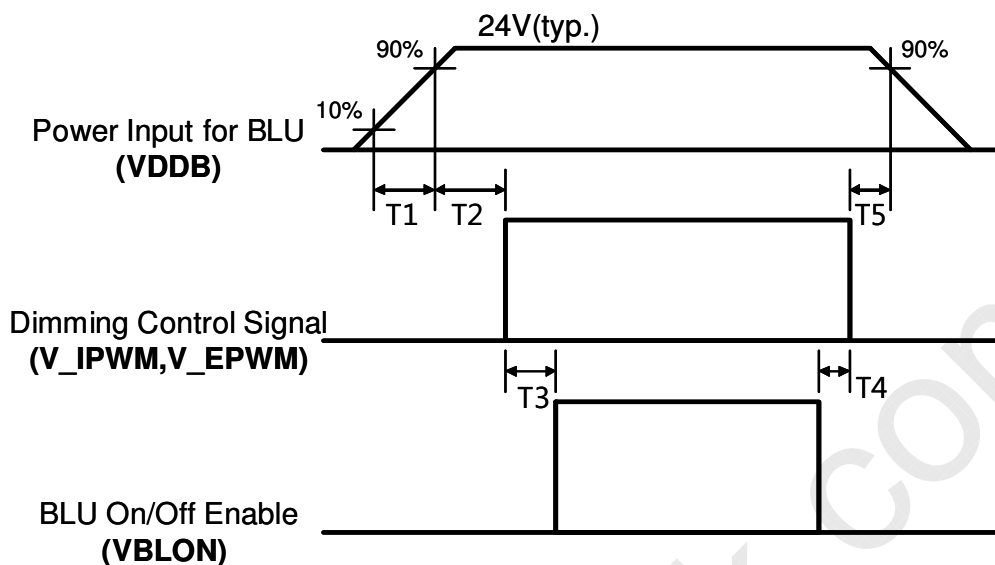 24V(typ.)
90%
90%
10%
Power Input for BLU
(VDDB)
T1
T2
T5
Dimming Control Signal
(V_IPWM,V_EPWM)
T3
T4
BLU On/Off Enable
(VBLON)